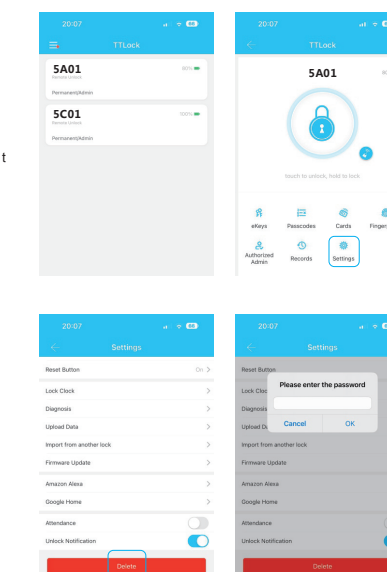 t
20:07
TTLock
5A01
80%
Remote Unlock
Permanent/Admin
5C01
100%
Remote Unlock
Permanent/Admin
20:07
TTLock
5A01
touch to unlock, hold to lock
eKeys
Passcodes
Cards
Finger
Authorized
Admin
Records
Settings
20:07
Settings
Reset Button
On
Lock Clock
Diagnosis
Upload Data
Import from another lock
Firmware Update
Amazon Alexa
Google Home
Attendance
Unlock Notification
Delete
20:07
Settings
Reset Button
Lock Cloc
Please enter the password
Diagnosis
Upload Da
Cancel
OK
Import from another lock
Firmware Update
Amazon Alexa
Google Home
Attendance
Unlock Notification
Delete